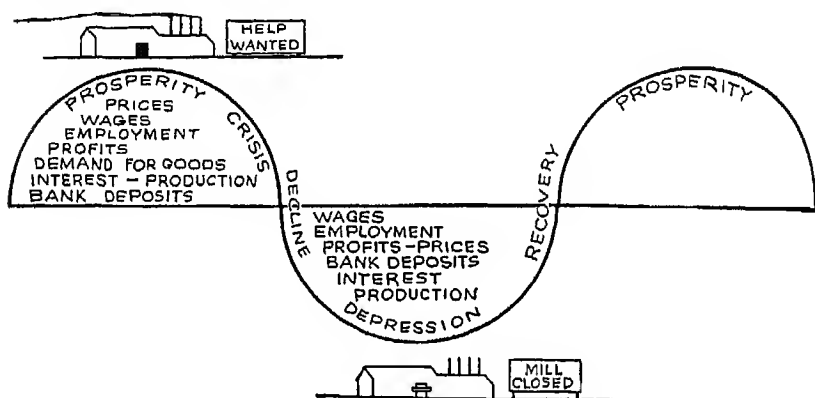 HELP
WANTED
PROSPERITY
PRICES
WAGES
EMPLOYMENT
PROFITS
DEMAND FOR GOODS
INTEREST - PRODUCTION
BANK DEPOSITS
CRISIS
DECLINE
WAGES
EMPLOYMENT
PROFITS-PRICES
BANK DEPOSITS
INTEREST
PRODUCTION
DEPRESSION
RECOVERY
PROSPERITY
MILL
CLOSED